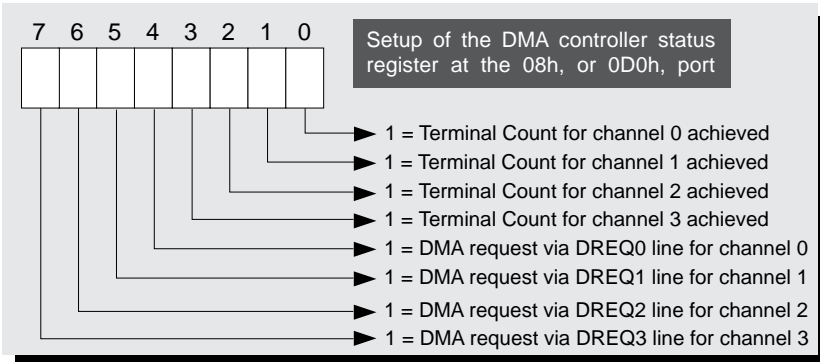 7 6 5 4 3 2 1 0
Setup of the DMA controller status
register at the 08h, or 0D0h, port
1 = Terminal Count for channel 0 achieved
1 = Terminal Count for channel 1 achieved
1 = Terminal Count for channel 2 achieved
1 = Terminal Count for channel 3 achieved
1 = DMA request via DREQ0 line for channel 0
1 = DMA request via DREQ1 line for channel 1
1 = DMA request via DREQ2 line for channel 2
1 = DMA request via DREQ3 line for channel 3